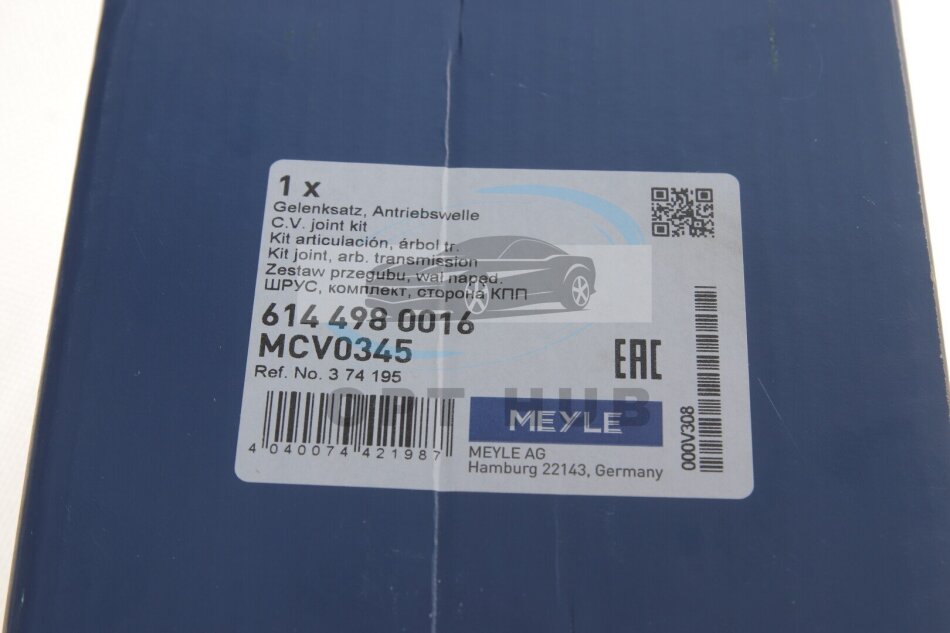 1 x
Gelenksatz, Antriebswelle
C.V. joint kit
Kit articulación, árbol tr.
Kit joint, arb. transmission
Zestaw przegubu, wał napęd.
ШРУС, комплект, сторона КПП
614 498 0016
MCV0345
Ref. No. 3 74 195
EAC
OPT HUB
4 040074 421987
MEYLE
MEYLE AG
Hamburg 22143, Germany
000V308